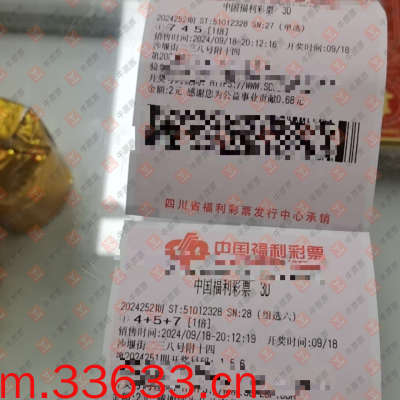 中国福利彩票 3D
2024252期 ST:51012328 SN:27 (单选)
① 7 4 5 [1倍]
销售时间:2024/09/18-20:12:16 开奖时间:09/18
沙堰街 一三八号附十四
金额:2元 感谢您为公益事业贡献0.68元
四川省福利彩票发行中心承销
中国福利彩票
中国福利彩票 3D
2024252期 ST:51012328 SN:28 (组选六)
① 4+5+7 [1倍]
销售时间:2024/09/18-20:12:19 开奖时间:09/18
沙堰街 一三八号附十四
m.33633.cn